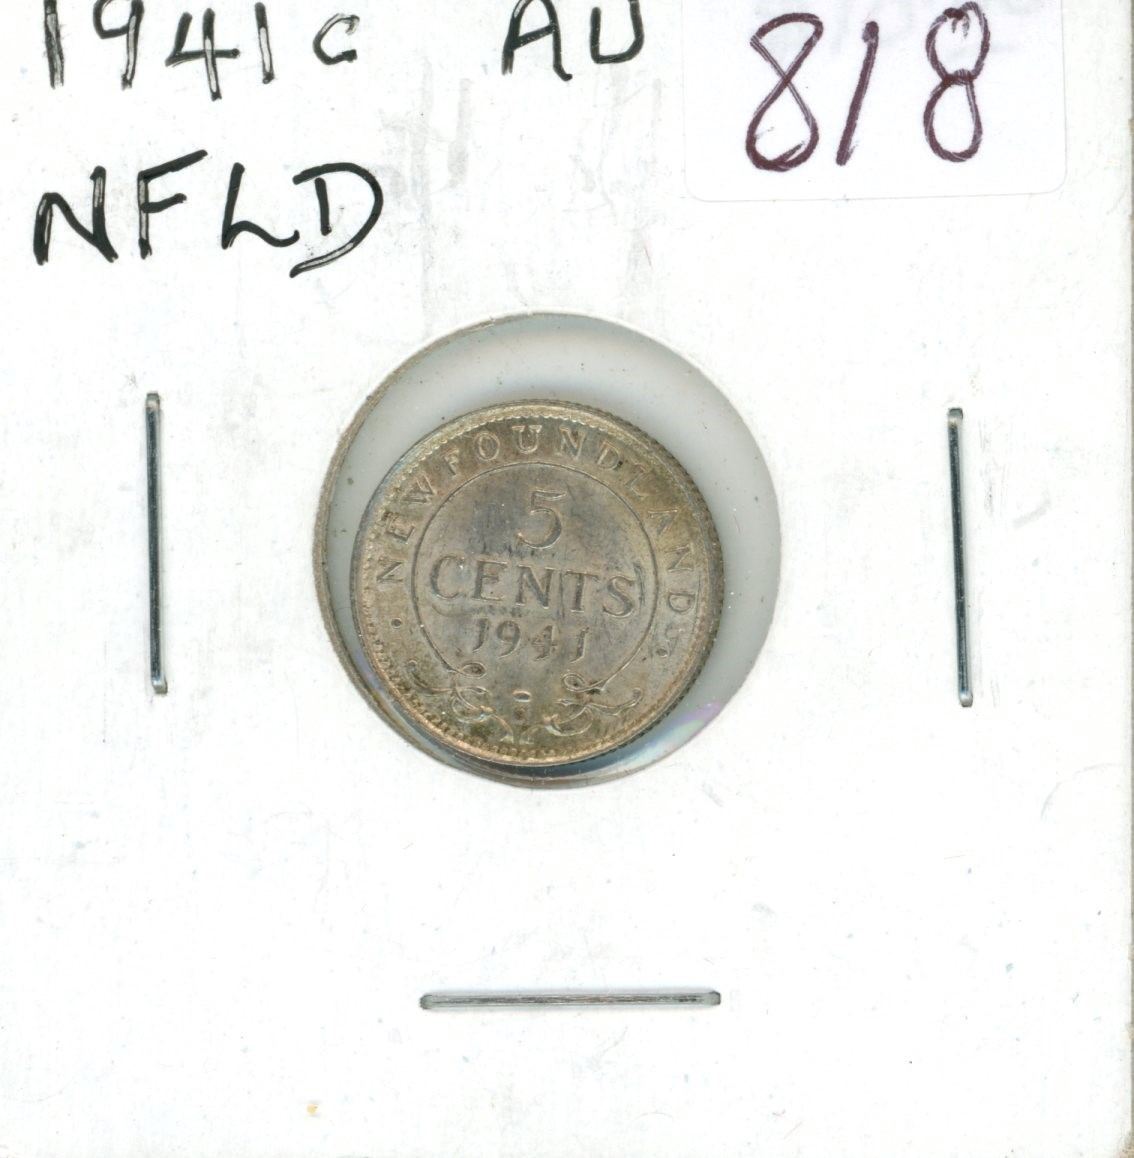 1941c AU
818
NFLD
NEWFOUNDLAND
5
CENTS
1941
C